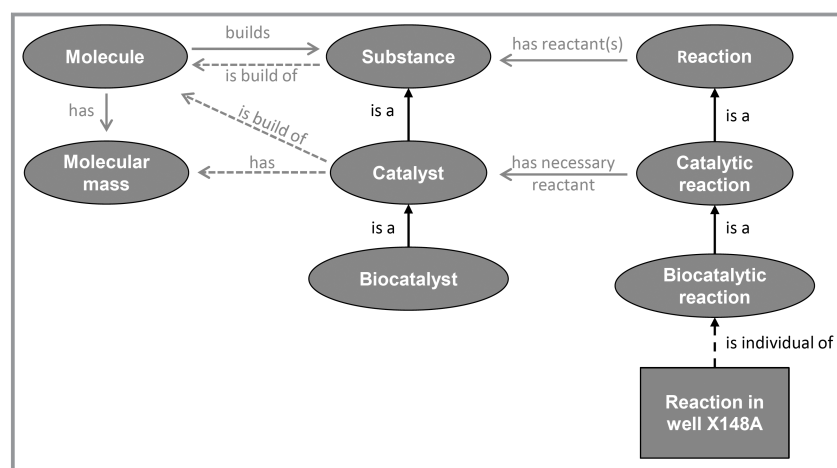 builds
Molecule
Substance
has reactant(s)
Reaction
is build of
has
is build of
is a
is a
Molecular
mass
has
Catalyst
has necessary
reactant
Catalytic
reaction
is a
is a
Biocatalyst
Biocatalytic
reaction
is individual of
Reaction in
well X148A